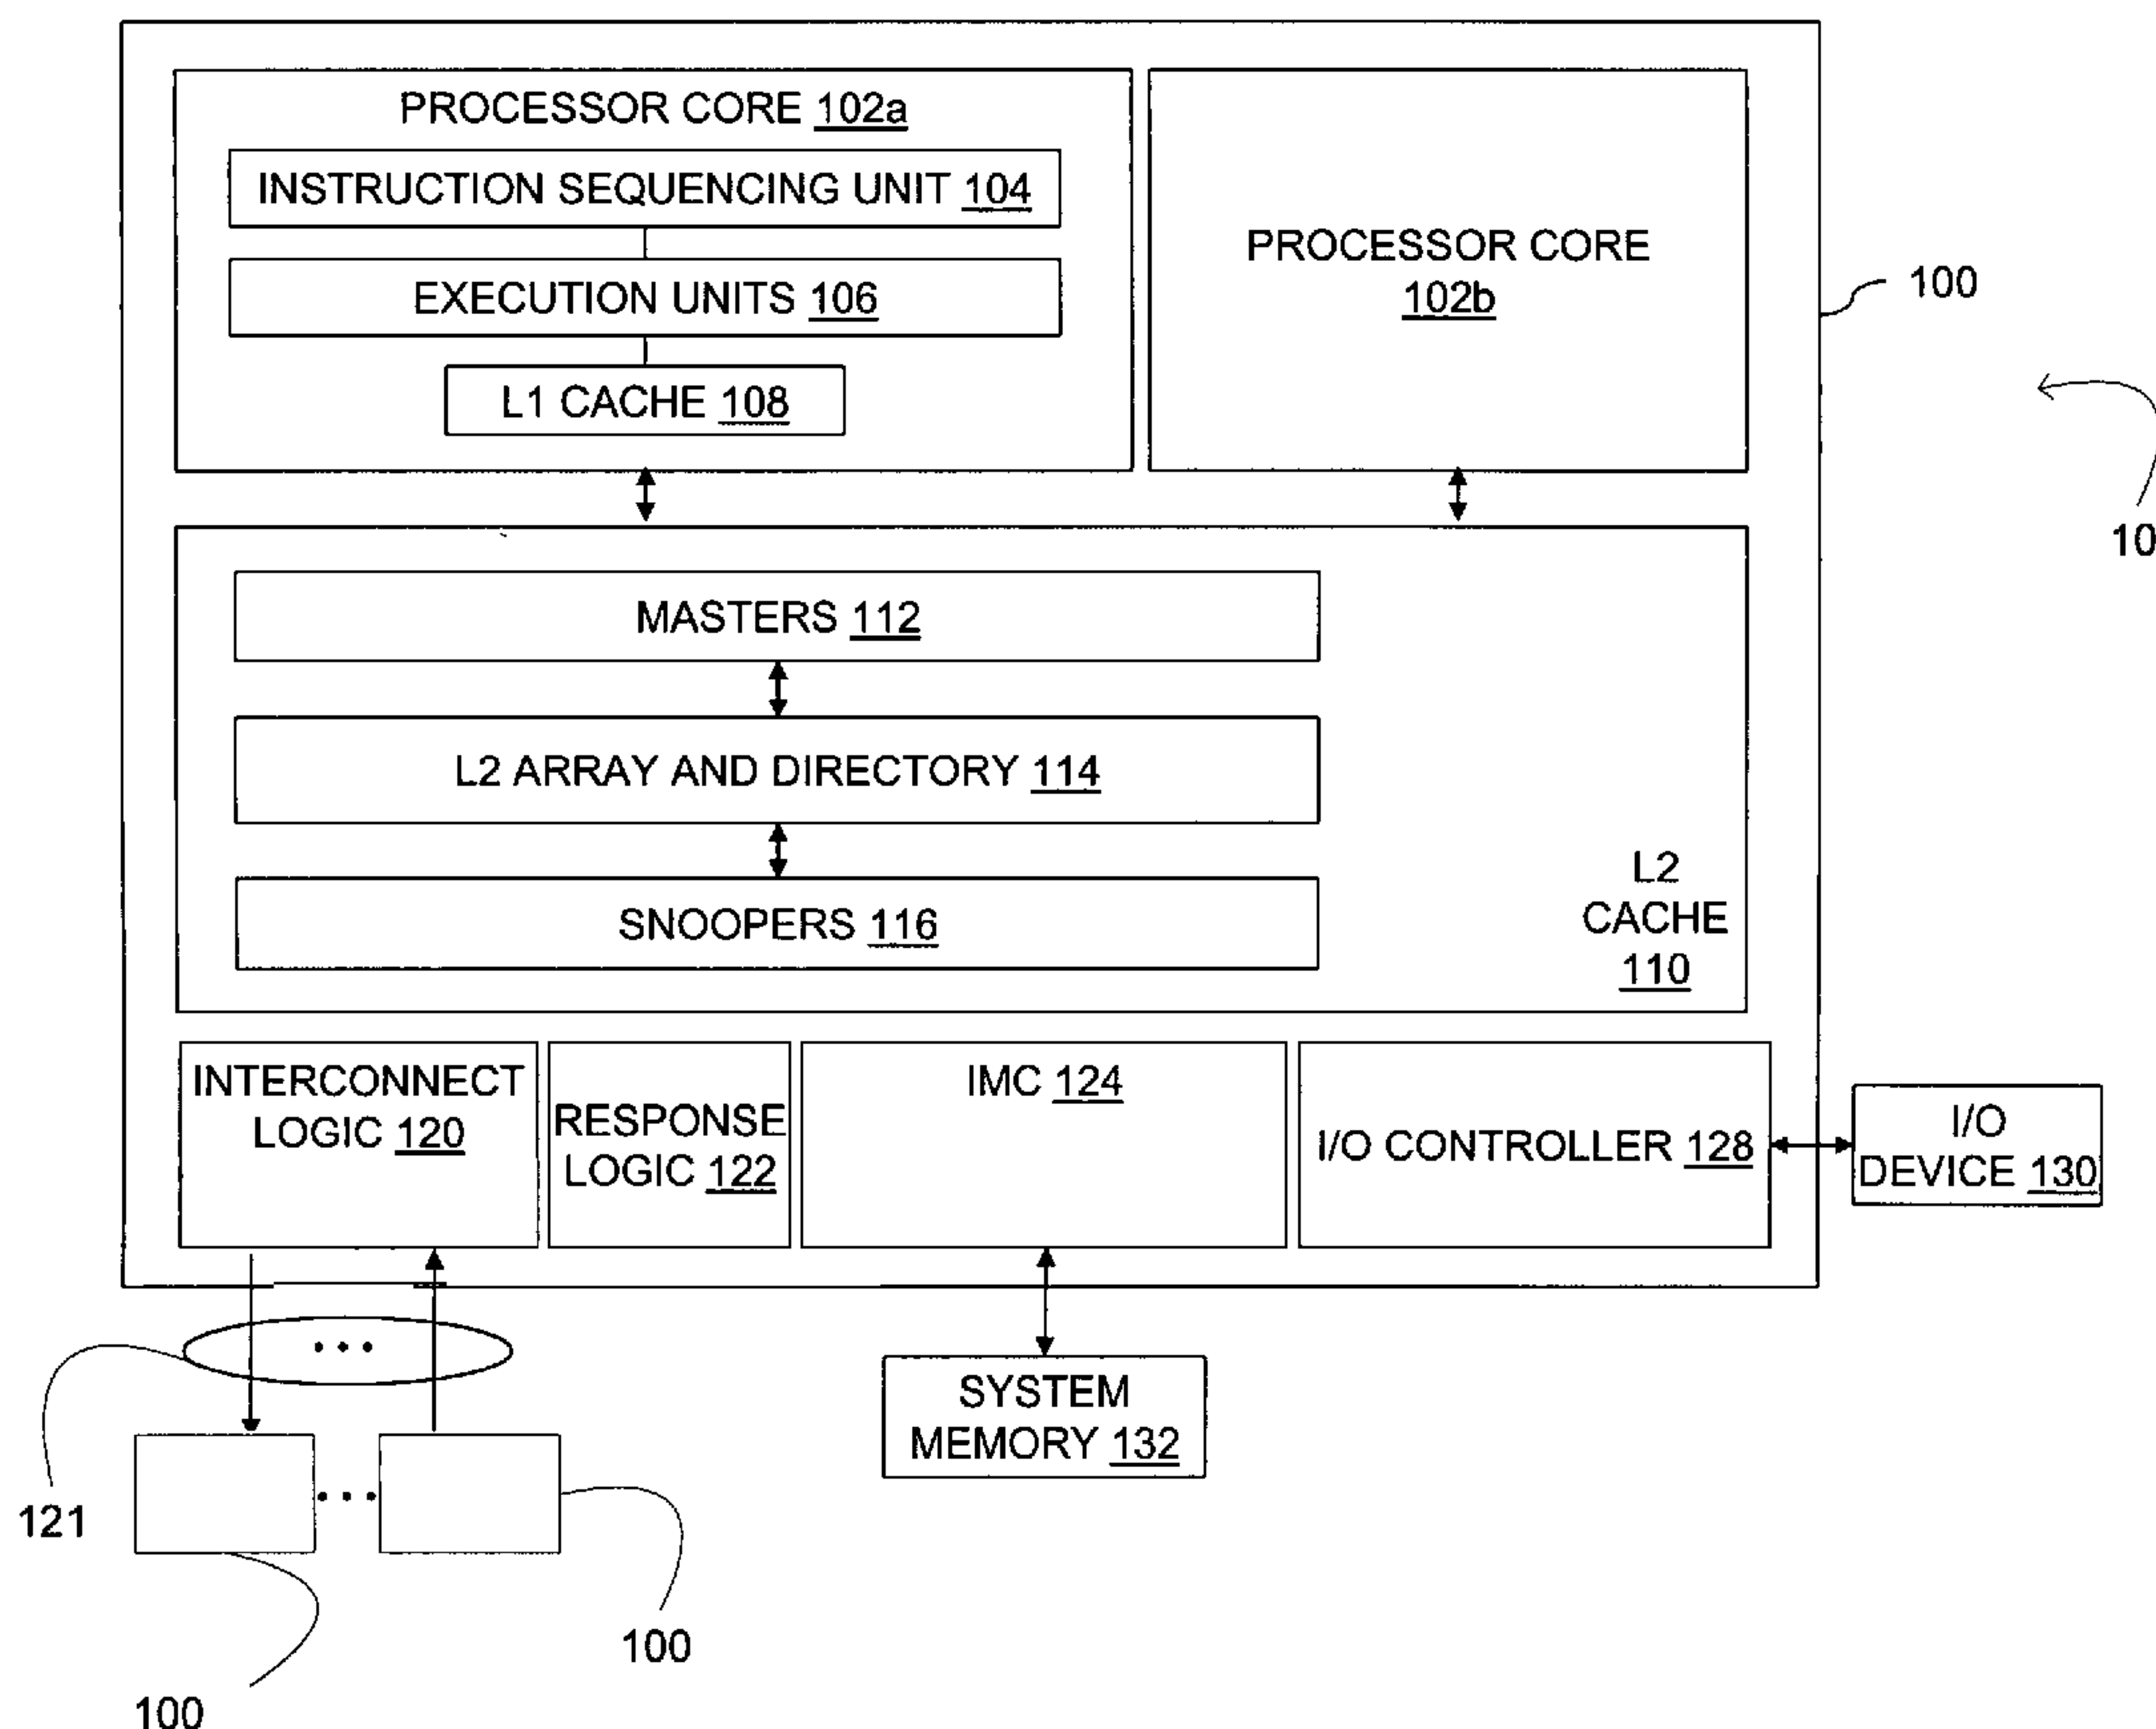 PROCESSOR CORE 102a
INSTRUCTION SEQUENCING UNIT 104
EXECUTION UNITS 106
L1 CACHE 108
PROCESSOR CORE
102b
100
10
MASTERS 112
L2 ARRAY AND DIRECTORY 114
SNOOPERS 116
L2
CACHE
110
INTERCONNECT
LOGIC 120
RESPONSE
LOGIC 122
IMC 124
I/O CONTROLLER 128
I/O
DEVICE 130
SYSTEM
MEMORY 132
121
100
100